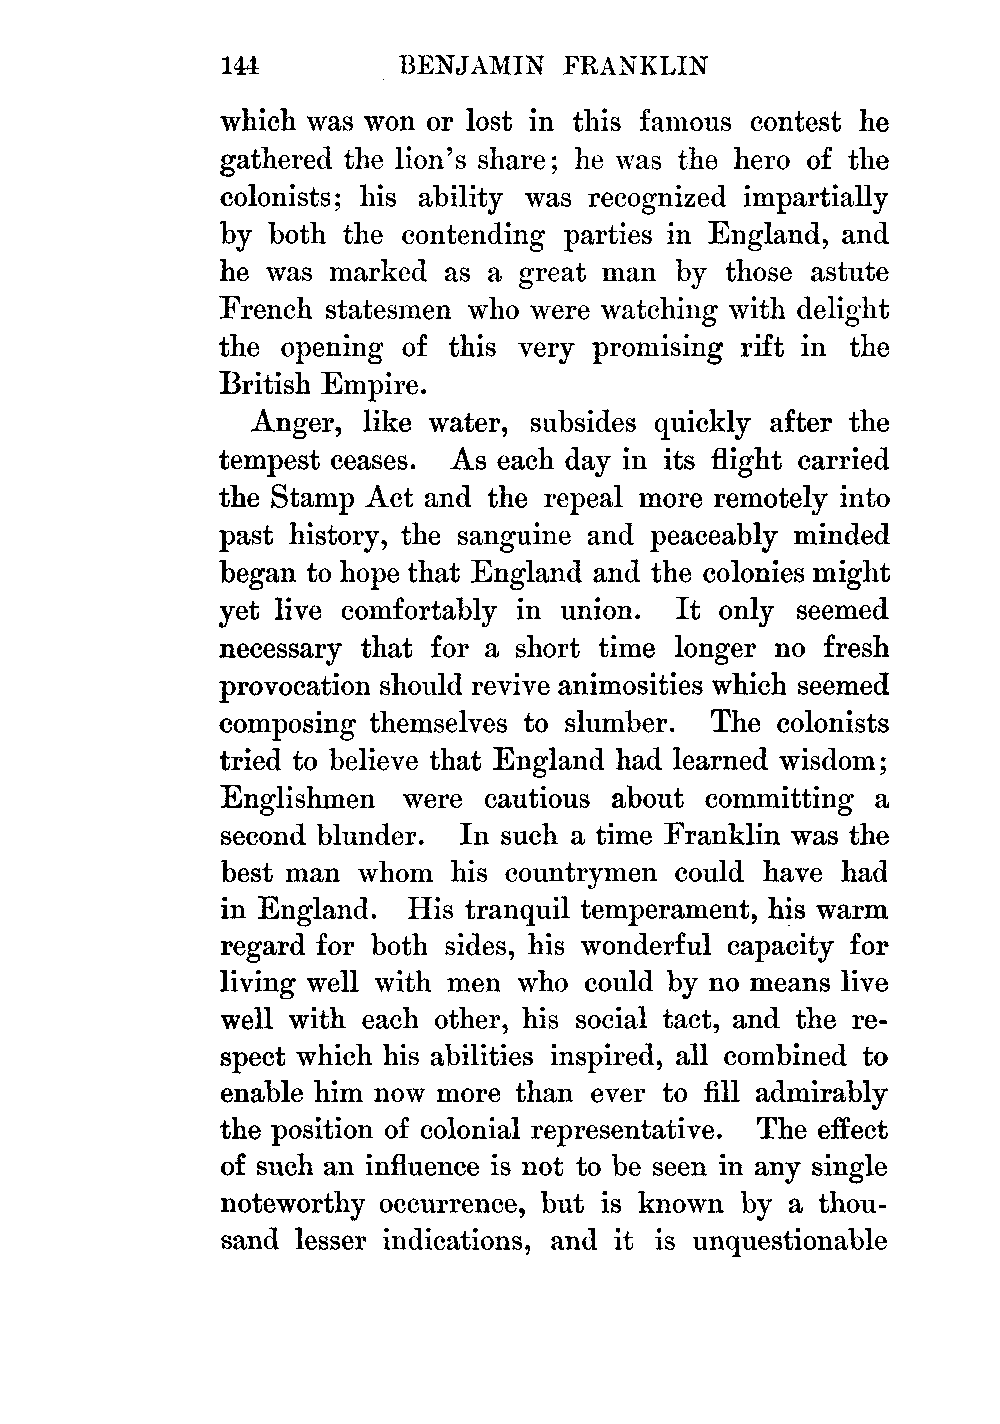 144 BENJAMIN FRANKLIN
which was won or lost in this famous contest he
gathered the lion's share; he was the hero of the
colonists; his ability was recognized impartially
by both the contending parties in England, and
he was marked as a great man by those astute
French statesmen who were watching with delight
the opening of this very promising rift in the
British Empire.
Anger, like water, subsides quickly after the
tempest ceases. As each day in its flight carried
the Stamp Act and the repeal more remotely into
past history, the sanguine and peaceably minded
began to hope that England and the colonies might
yet live comfortably in union. It only seemed
necessary that for a short time longer no fresh
provocation should revive animosities which seemed
composing themselves to slumber. The colonists
tried to believe that England had learned wisdom;
Englishmen were cautious about committing a
second blunder. In such a time Franklin was the
best man whom his countrymen could have had
in England. His tranquil temperament, his warm
regard for both sides, his wonderful capacity for
living well with men who could by no means live
well with each other, his social tact, and the re-
spect which his abilities inspired, all combined to
enable him now more than ever to fill admirably
the position of colonial representative. The effect
of such an influence is not to be seen in any single
noteworthy occurrence, but is known by a thou-
sand lesser indications, and it is unquestionable